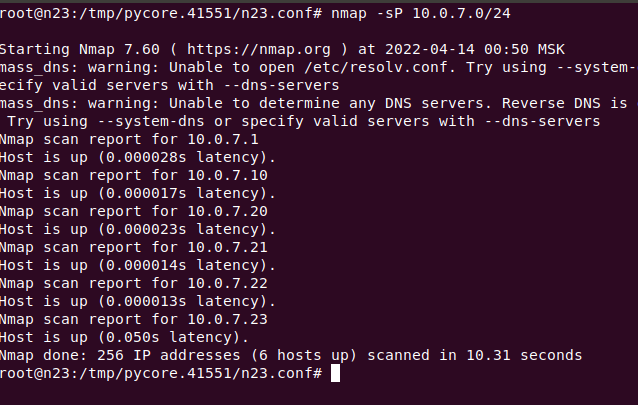 root@n23:/tmp/pycore.41551/n23.conf# nmap -sP 10.0.7.0/24
Starting Nmap 7.60 ( https://nmap.org ) at 2022-04-14 00:50 MSK
mass_dns: warning: Unable to open /etc/resolv.conf. Try using --system-
ecify valid servers with --dns-servers
mass_dns: warning: Unable to determine any DNS servers. Reverse DNS is
Try using --system-dns or specify valid servers with --dns-servers
Nmap scan report for 10.0.7.1
Host is up (0.000028s latency).
Nmap scan report for 10.0.7.10
Host is up (0.000017s latency).
Nmap scan report for 10.0.7.20
Host is up (0.000023s latency).
Nmap scan report for 10.0.7.21
Host is up (0.000014s latency).
Nmap scan report for 10.0.7.22
Host is up (0.000013s latency).
Nmap scan report for 10.0.7.23
Host is up (0.050s latency).
Nmap done: 256 IP addresses (6 hosts up) scanned in 10.31 seconds
root@n23:/tmp/pycore.41551/n23.conf#